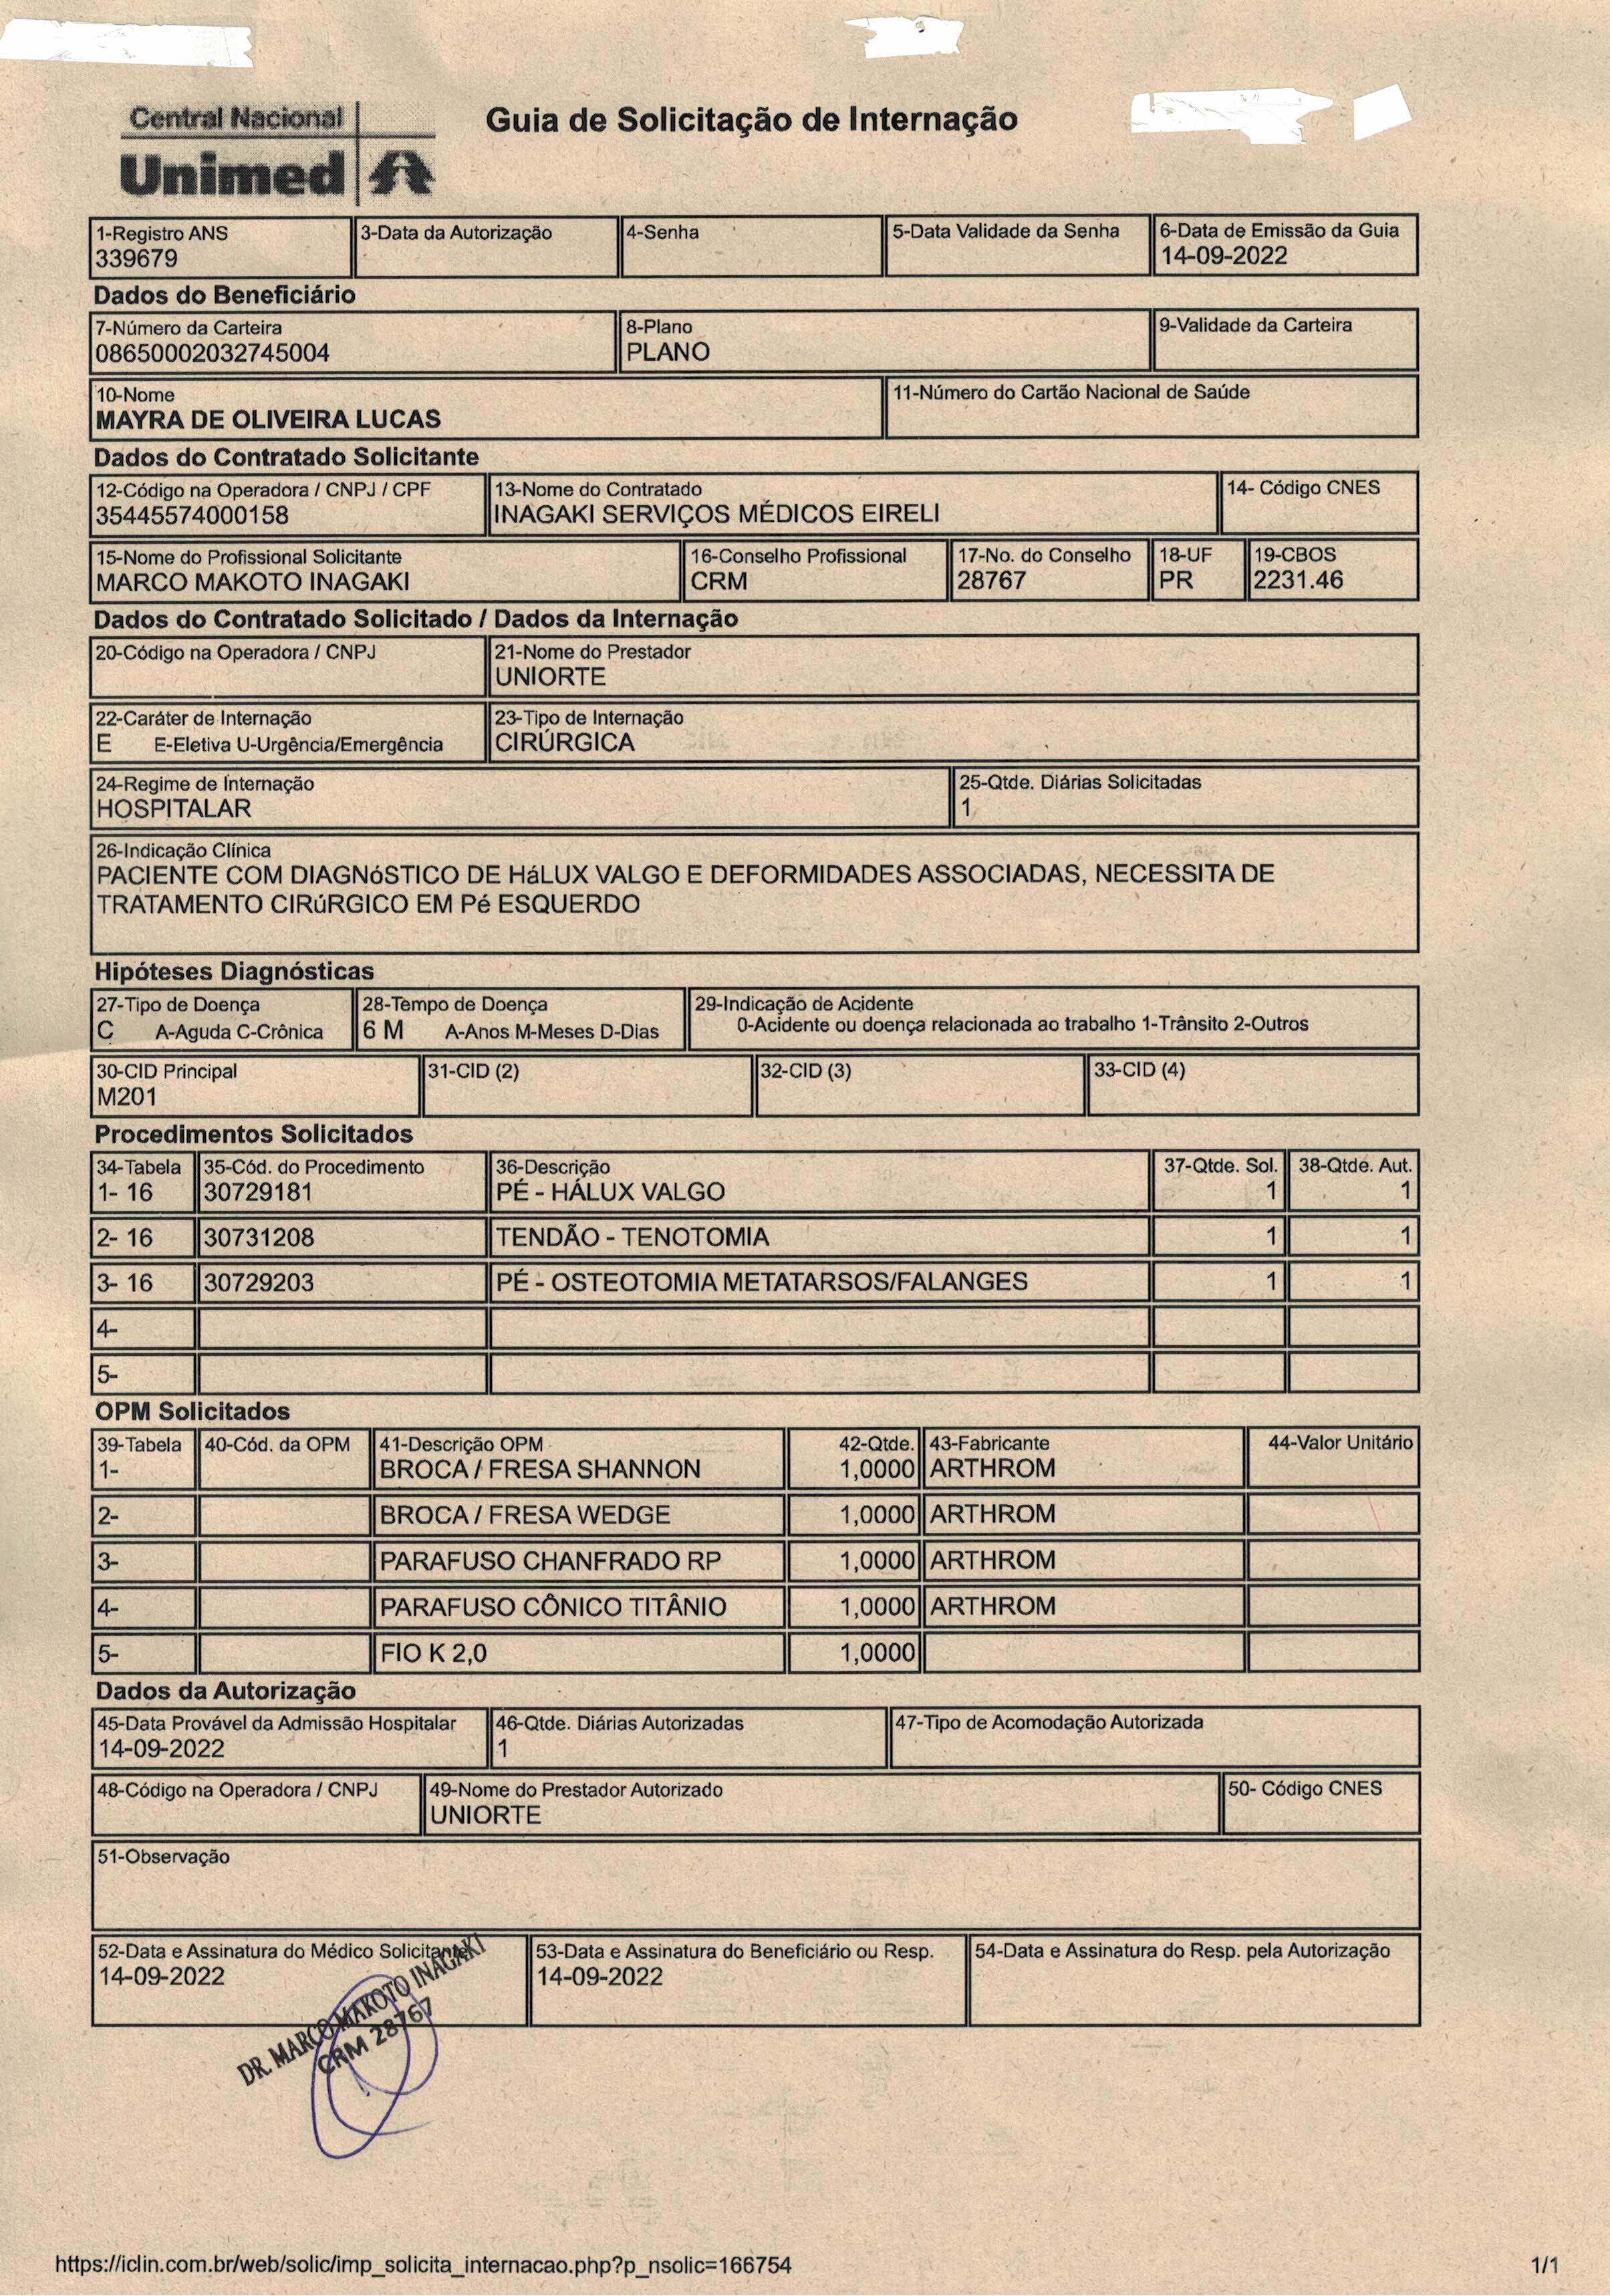 Central Nacional
Unimed
Guia de Solicitação de Internação
1-Registro ANS 3-Data da Autorização 4-Senha 5-Data Validade da Senha 6-Data de Emissão da Guia
339679 14-09-2022
Dados do Beneficiário
7-Número da Carteira 8-Plano 9-Validade da Carteira
08650002032745004 PLANO
10-Nome 11-Número do Cartão Nacional de Saúde
MAYRA DE OLIVEIRA LUCAS
Dados do Contratado Solicitante
12-Código na Operadora / CNPJ / CPF 13-Nome do Contratado 14- Código CNES
35445574000158 INAGAKI SERVIÇOS MÉDICOS EIRELI
15-Nome do Profissional Solicitante 16-Conselho Profissional 17-No. do Conselho 18-UF 19-CBOS
MARCO MAKOTO INAGAKI CRM 28767 PR 2231.46
Dados do Contratado Solicitado / Dados da Internação
20-Código na Operadora / CNPJ 21-Nome do Prestador
UNIORTE
22-Caráter de Internação 23-Tipo de Internação
E E-Eletiva U-Urgência/Emergência CIRÚRGICA
24-Regime de Internação 25-Qtde. Diárias Solicitadas
HOSPITALAR 1
26-Indicação Clínica
PACIENTE COM DIAGNóSTICO DE HáLUX VALGO E DEFORMIDADES ASSOCIADAS, NECESSITA DE
TRATAMENTO CIRúRGICO EM Pé ESQUERDO
Hipóteses Diagnósticas
27-Tipo de Doença 28-Tempo de Doença 29-Indicação de Acidente
C A-Aguda C-Crônica 6 M A-Anos M-Meses D-Dias 0-Acidente ou doença relacionada ao trabalho 1-Trânsito 2-Outros
30-CID Principal 31-CID (2) 32-CID (3) 33-CID (4)
M201
Procedimentos Solicitados
34-Tabela 35-Cód. do Procedimento 36-Descrição 37-Qtde. Sol. 38-Qtde. Aut.
1- 16 30729181 PÉ - HÁLUX VALGO 1 1
2- 16 30731208 TENDÃO - TENOTOMIA 1 1
3- 16 30729203 PÉ - OSTEOTOMIA METATARSOS/FALANGES 1 1
4-
5-
OPM Solicitados
39-Tabela 40-Cód. da OPM 41-Descrição OPM 42-Qtde. 43-Fabricante 44-Valor Unitário
1- BROCA / FRESA SHANNON 1,0000 ARTHROM
2- BROCA / FRESA WEDGE 1,0000 ARTHROM
3- PARAFUSO CHANFRADO RP 1,0000 ARTHROM
4- PARAFUSO CÔNICO TITÂNIO 1,0000 ARTHROM
5- FIO K 2,0 1,0000
Dados da Autorização
45-Data Provável da Admissão Hospitalar 46-Qtde. Diárias Autorizadas 47-Tipo de Acomodação Autorizada
14-09-2022 1
48-Código na Operadora / CNPJ 49-Nome do Prestador Autorizado 50- Código CNES
UNIORTE
51-Observação
52-Data e Assinatura do Médico Solicitante 53-Data e Assinatura do Beneficiário ou Resp. 54-Data e Assinatura do Resp. pela Autorização
14-09-2022 14-09-2022
DR. MARCO MAKOTO INAGAKI
CRM 28767
https://iclin.com.br/web/solic/imp_solicita_internacao.php?p_nsolic=166754 1/1